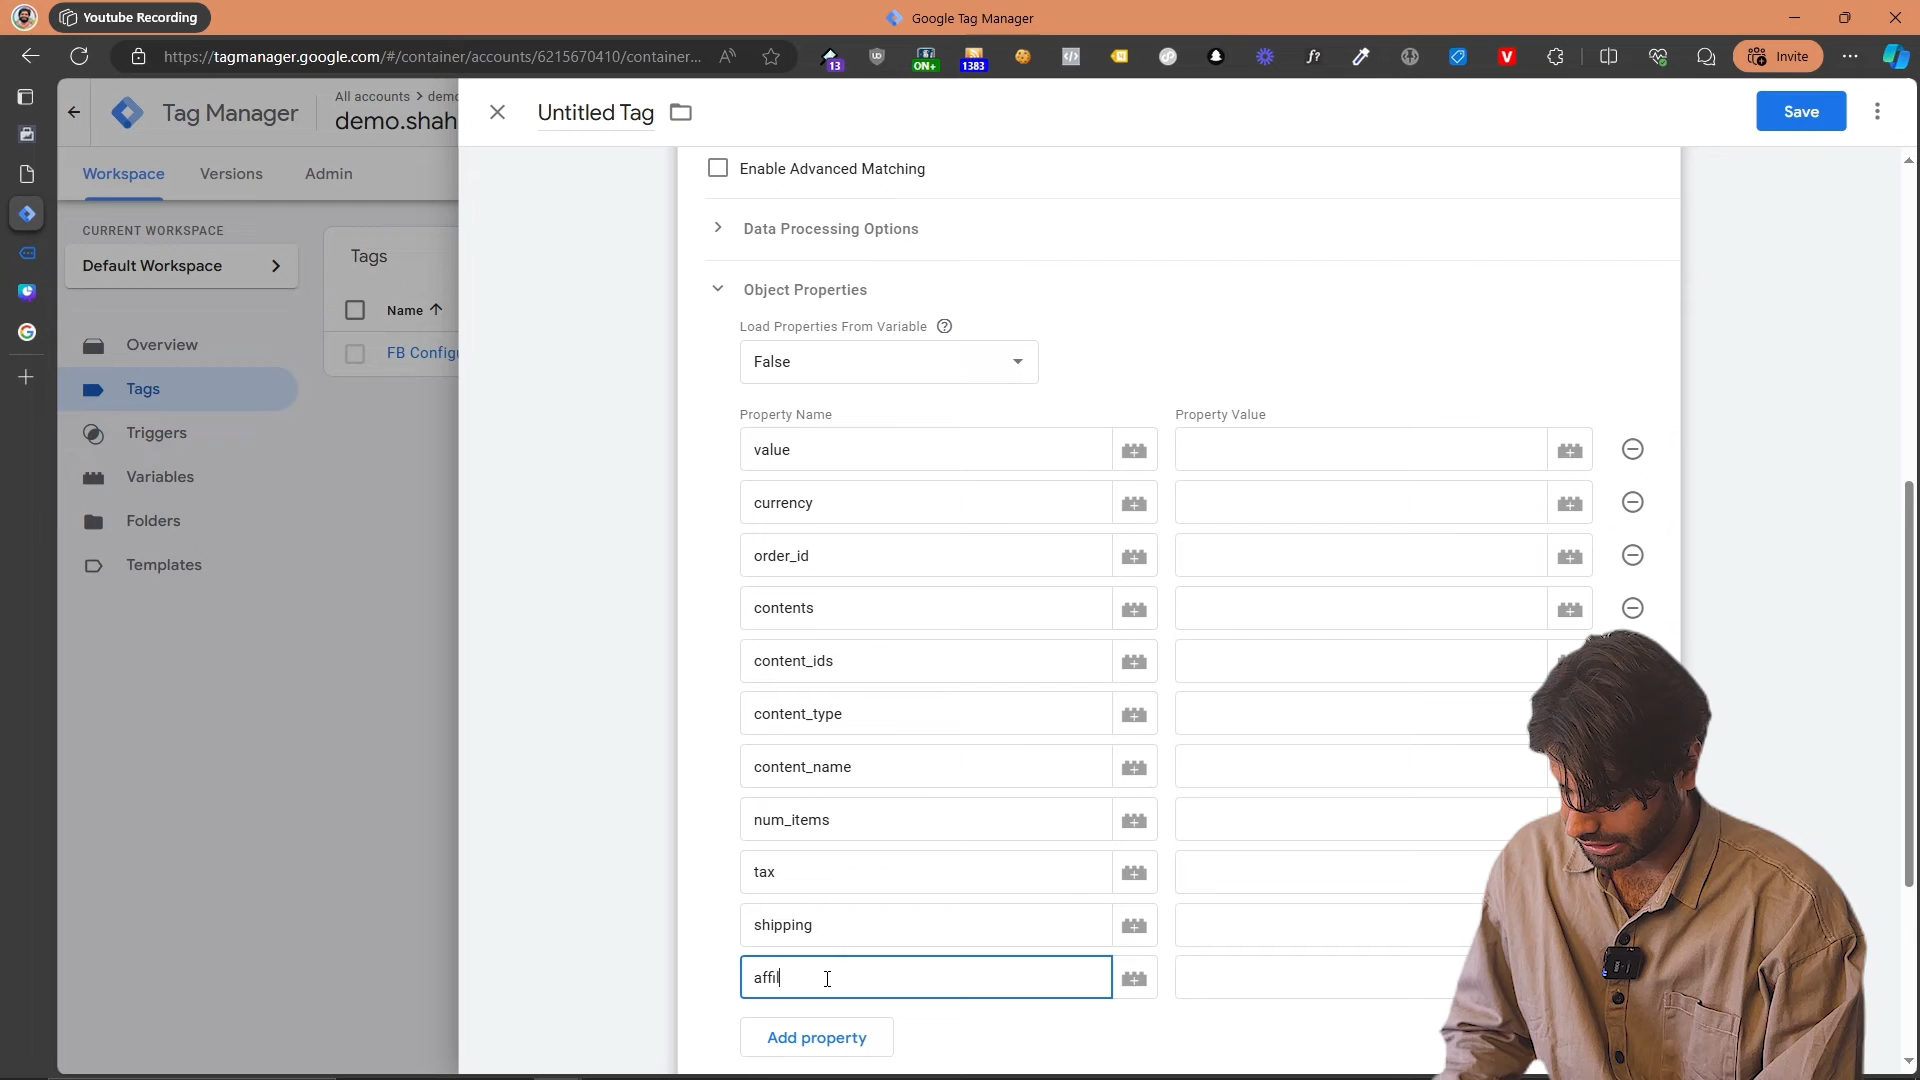 Youtube Recording
Google Tag Manager
https://tagmanager.google.com/#/container/accounts/6215670410/container...
13
ON+
1383
f?
V
Invite
Tag Manager
All accounts > demo
demo.shah
Untitled Tag
Save
Workspace
Versions
Admin
CURRENT WORKSPACE
Default Workspace
Overview
Tags
Triggers
Variables
Folders
Templates
Tags
Name
FB Configu
Enable Advanced Matching
Data Processing Options
Object Properties
Load Properties From Variable
False
Property Name
Property Value
value
currency
order_id
contents
content_ids
content_type
content_name
num_items
tax
shipping
affil
Add property